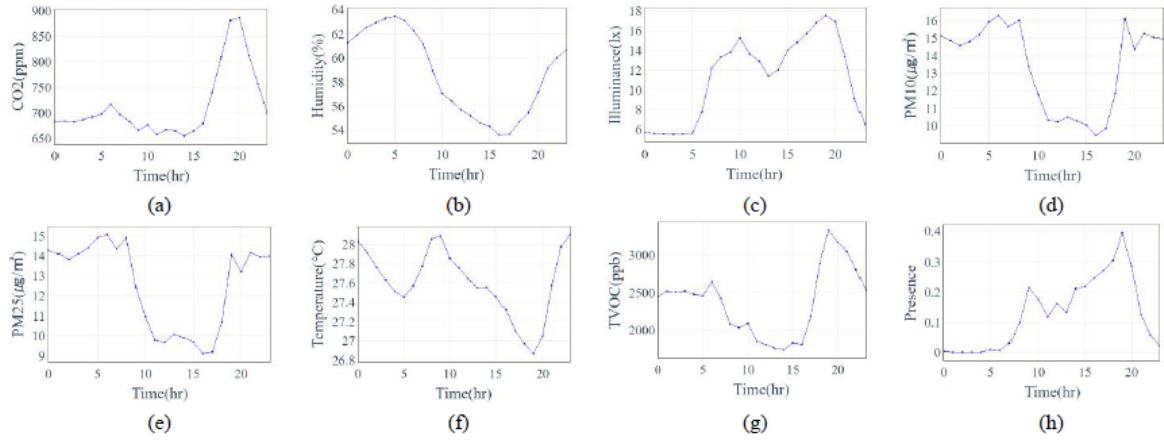 900
850
800
750
700
650
CO2(ppm)
0 5 10 15 20
Time(hr)
(a)
64
62
60
58
56
54
Humidity(%)
0 5 10 15 20
Time(hr)
(b)
18
16
14
12
10
8
6
Illuminance(lx)
0 5 10 15 20
Time(hr)
(c)
16
15
14
13
12
11
10
PM10(μg/m³)
0 5 10 15 20
Time(hr)
(d)
15
14
13
12
11
10
9
PM25(μg/m³)
0 5 10 15 20
Time(hr)
(e)
28
27.8
27.6
27.4
27.2
27
26.8
Temperature(°C)
0 5 10 15 20
Time(hr)
(f)
3000
2500
2000
TVOC(ppb)
0 5 10 15 20
Time(hr)
(g)
0.4
0.3
0.2
0.1
0
Presence
0 5 10 15 20
Time(hr)
(h)